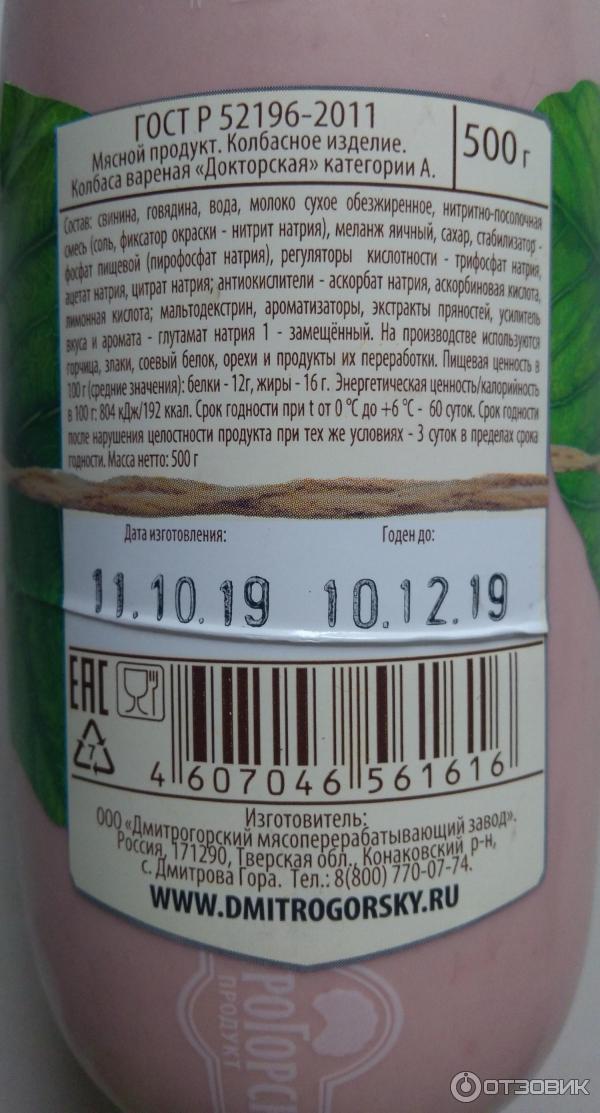 ГОСТ Р 52196-2011
Мясной продукт. Колбасное изделие.
Колбаса вареная «Докторская» категории А.
500 г
Состав: свинина, говядина, вода, молоко сухое обезжиренное, нитритно-посолочная
смесь (соль, фиксатор окраски - нитрит натрия), меланж яичный, сахар, стабилизатор -
фосфат пищевой (пирофосфат натрия), регуляторы кислотности - трифосфат натрия,
ацетат натрия, цитрат натрия; антиокислители - аскорбат натрия, аскорбиновая кислота,
лимонная кислота; мальтодекстрин, ароматизаторы, экстракты пряностей, усилитель
вкуса и аромата - глутамат натрия 1 - замещённый. На производстве используются
горчица, злаки, соевый белок, орехи и продукты их переработки. Пищевая ценность в
100 г (средние значения): белки - 12г, жиры - 16 г. Энергетическая ценность/калорийность
в 100 г: 804 кДж/192 ккал. Срок годности при t от 0 °С до +6 °С - 60 суток. Срок годности
после нарушения целостности продукта при тех же условиях - 3 суток в пределах срока
годности. Масса нетто: 500 г
Дата изготовления: Годен до:
11.10.19 10.12.19
EAC
7
4 607046 561616
Изготовитель:
ООО «Дмитрогорский мясоперерабатывающий завод».
Россия, 171290, Тверская обл., Конаковский р-н,
с. Дмитрова Гора. Тел.: 8(800) 770-07-74.
WWW.DMITROGORSKY.RU
ПРОДУКТ
ОТЗОВИК